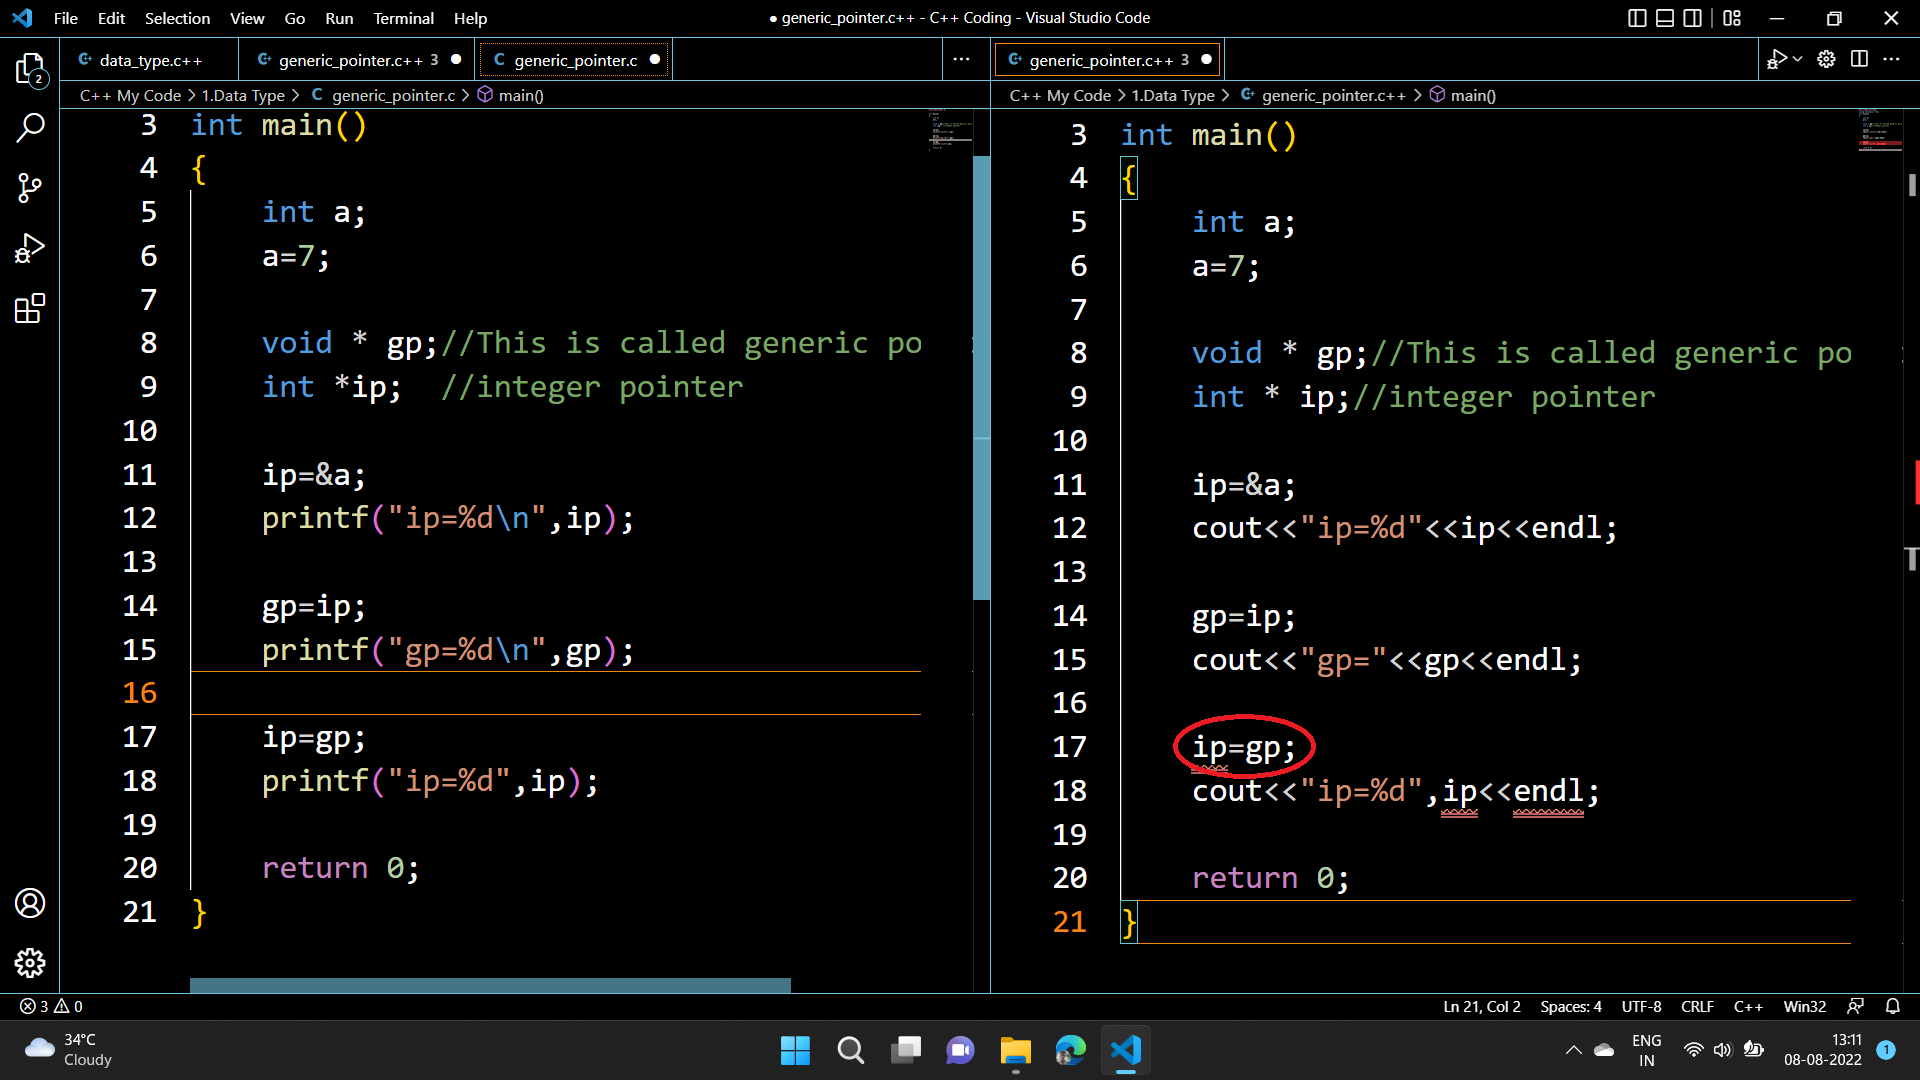 File Edit Selection View Go Run Terminal Help
● generic_pointer.c++ - C++ Coding - Visual Studio Code
data_type.c++
generic_pointer.c++ 3
generic_pointer.c
C++ My Code > 1.Data Type > C generic_pointer.c > main()
3 int main()
4 {
5 int a;
6 a=7;
7
8 void * gp;//This is called generic po
9 int *ip; //integer pointer
10
11 ip=&a;
12 printf("ip=%d\n",ip);
13
14 gp=ip;
15 printf("gp=%d\n",gp);
16
17 ip=gp;
18 printf("ip=%d",ip);
19
20 return 0;
21 }
generic_pointer.c++ 3
C++ My Code > 1.Data Type > generic_pointer.c++ > main()
3 int main()
4 {
5 int a;
6 a=7;
7
8 void * gp;//This is called generic po
9 int * ip;//integer pointer
10
11 ip=&a;
12 cout<<"ip=%d"<<ip<<endl;
13
14 gp=ip;
15 cout<<"gp="<<gp<<endl;
16
17 ip=gp;
18 cout<<"ip=%d",ip<<endl;
19
20 return 0;
21 }
2
3 0
Ln 21, Col 2 Spaces: 4 UTF-8 CRLF C++ Win32
34°C
Cloudy
ENG
IN
13:11
08-08-2022
1